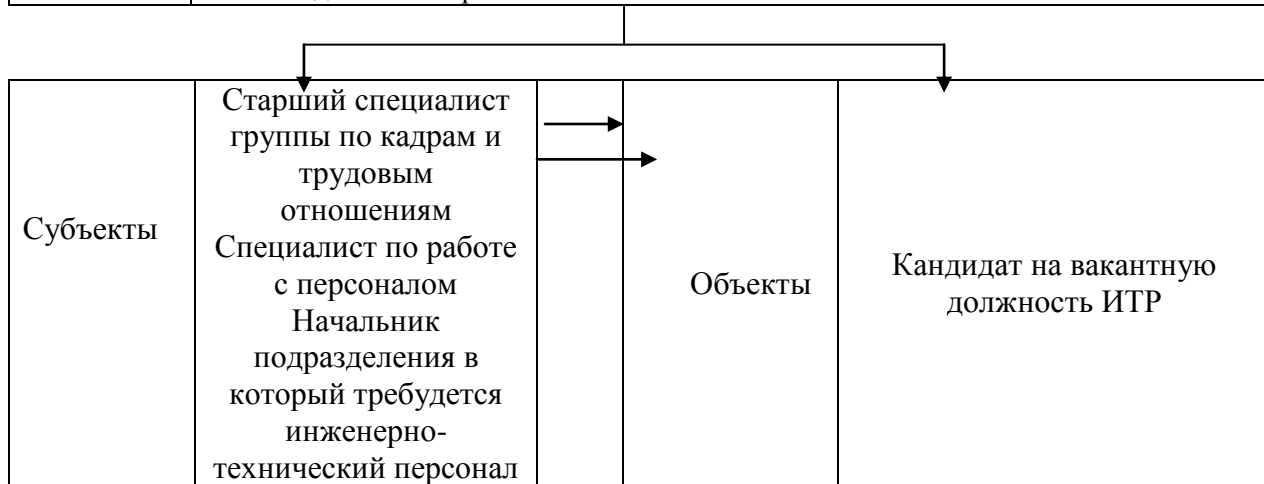 Субъекты
Старший специалист
группы по кадрам и
трудовым
отношениям
Специалист по работе
с персоналом
Начальник
подразделения в
который требудется
инженерно-
технический персонал
Объекты
Кандидат на вакантную
должность ИТР